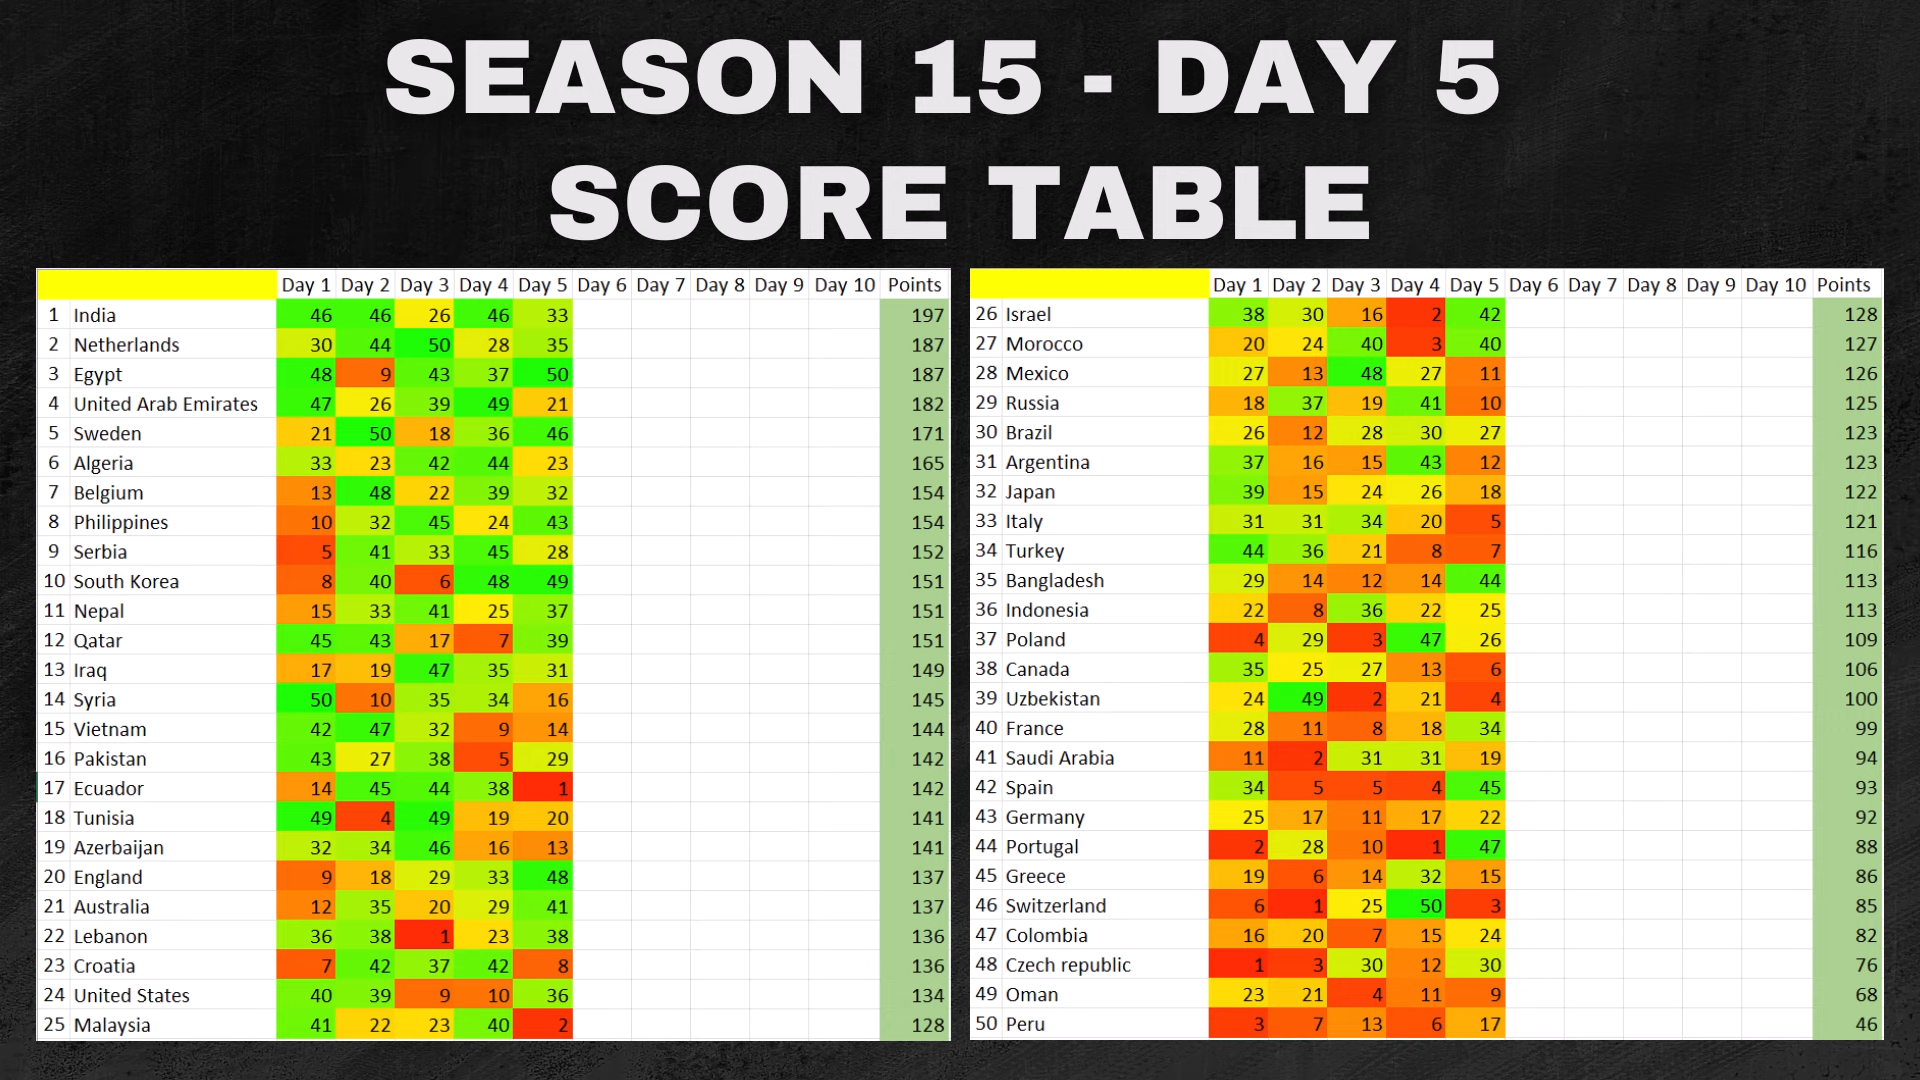 SEASON 15 - DAY 5
SCORE TABLE
Day 1 Day 2 Day 3 Day 4 Day 5 Day 6 Day 7 Day 8 Day 9 Day 10 Points
1 India 46 46 26 46 33 197
2 Netherlands 30 44 50 28 35 187
3 Egypt 48 9 43 37 50 187
4 United Arab Emirates 47 26 39 49 21 182
5 Sweden 21 50 18 36 46 171
6 Algeria 33 23 42 44 23 165
7 Belgium 13 48 22 39 32 154
8 Philippines 10 32 45 24 43 154
9 Serbia 5 41 33 45 28 152
10 South Korea 8 40 6 48 49 151
11 Nepal 15 33 41 25 37 151
12 Qatar 45 43 17 7 39 151
13 Iraq 17 19 47 35 31 149
14 Syria 50 10 35 34 16 145
15 Vietnam 42 47 32 9 14 144
16 Pakistan 43 27 38 5 29 142
17 Ecuador 14 45 44 38 1 142
18 Tunisia 49 4 49 19 20 141
19 Azerbaijan 32 34 46 16 13 141
20 England 9 18 29 33 48 137
21 Australia 12 35 20 29 41 137
22 Lebanon 36 38 1 23 38 136
23 Croatia 7 42 37 42 8 136
24 United States 40 39 9 10 36 134
25 Malaysia 41 22 23 40 2 128
Day 1 Day 2 Day 3 Day 4 Day 5 Day 6 Day 7 Day 8 Day 9 Day 10 Points
26 Israel 38 30 16 2 42 128
27 Morocco 20 24 40 3 40 127
28 Mexico 27 13 48 27 11 126
29 Russia 18 37 19 41 10 125
30 Brazil 26 12 28 30 27 123
31 Argentina 37 16 15 43 12 123
32 Japan 39 15 24 26 18 122
33 Italy 31 31 34 20 5 121
34 Turkey 44 36 21 8 7 116
35 Bangladesh 29 14 12 14 44 113
36 Indonesia 22 8 36 22 25 113
37 Poland 4 29 3 47 26 109
38 Canada 35 25 27 13 6 106
39 Uzbekistan 24 49 2 21 4 100
40 France 28 11 8 18 34 99
41 Saudi Arabia 11 2 31 31 19 94
42 Spain 34 5 5 4 45 93
43 Germany 25 17 11 17 22 92
44 Portugal 2 28 10 1 47 88
45 Greece 19 6 14 32 15 86
46 Switzerland 6 1 25 50 3 85
47 Colombia 16 20 7 15 24 82
48 Czech republic 1 3 30 12 30 76
49 Oman 23 21 4 11 9 68
50 Peru 3 7 13 6 17 46